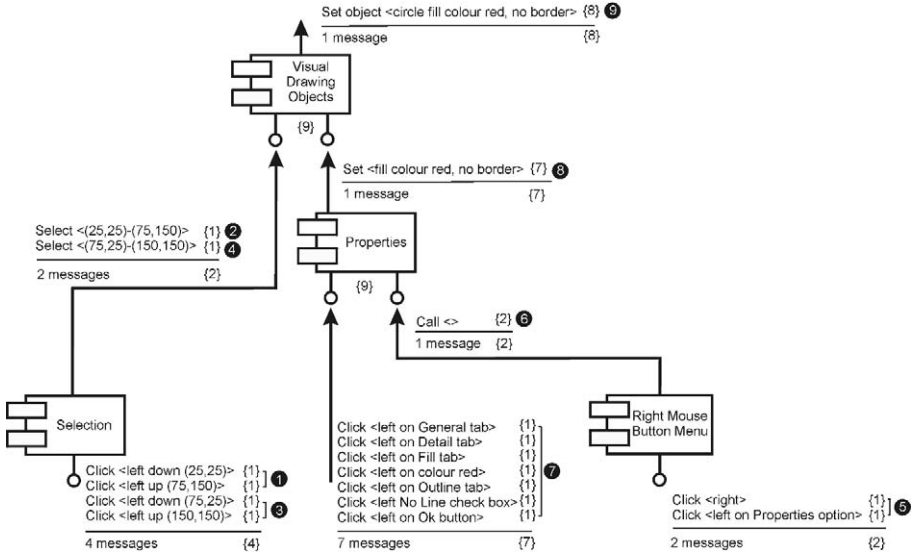 Set object <circle fill colour red, no border> {8} 9
1 message {8}
Visual
Drawing
Objects
{9}
Set <fill colour red, no border> {7} 8
1 message {7}
Select <(25,25)-(75,150)> {1} 2
Select <(75,25)-(150,150)> {1} 4
2 messages {2}
Properties
{9}
Call <> {2} 6
1 message {2}
Selection
Right Mouse
Button Menu
Click <left down (25,25)> {1}
Click <left up (75,150)> {1} 1
Click <left down (75,25)> {1}
Click <left up (150,150)> {1} 3
4 messages {4}
Click <left on General tab> {1}
Click <left on Detail tab> {1}
Click <left on Fill tab> {1}
Click <left on colour red> {1} 7
Click <left on Outline tab> {1}
Click <left No Line check box> {1}
Click <left on Ok button> {1}
7 messages {7}
Click <right> {1}
Click <left on Properties option> {1} 5
2 messages {2}